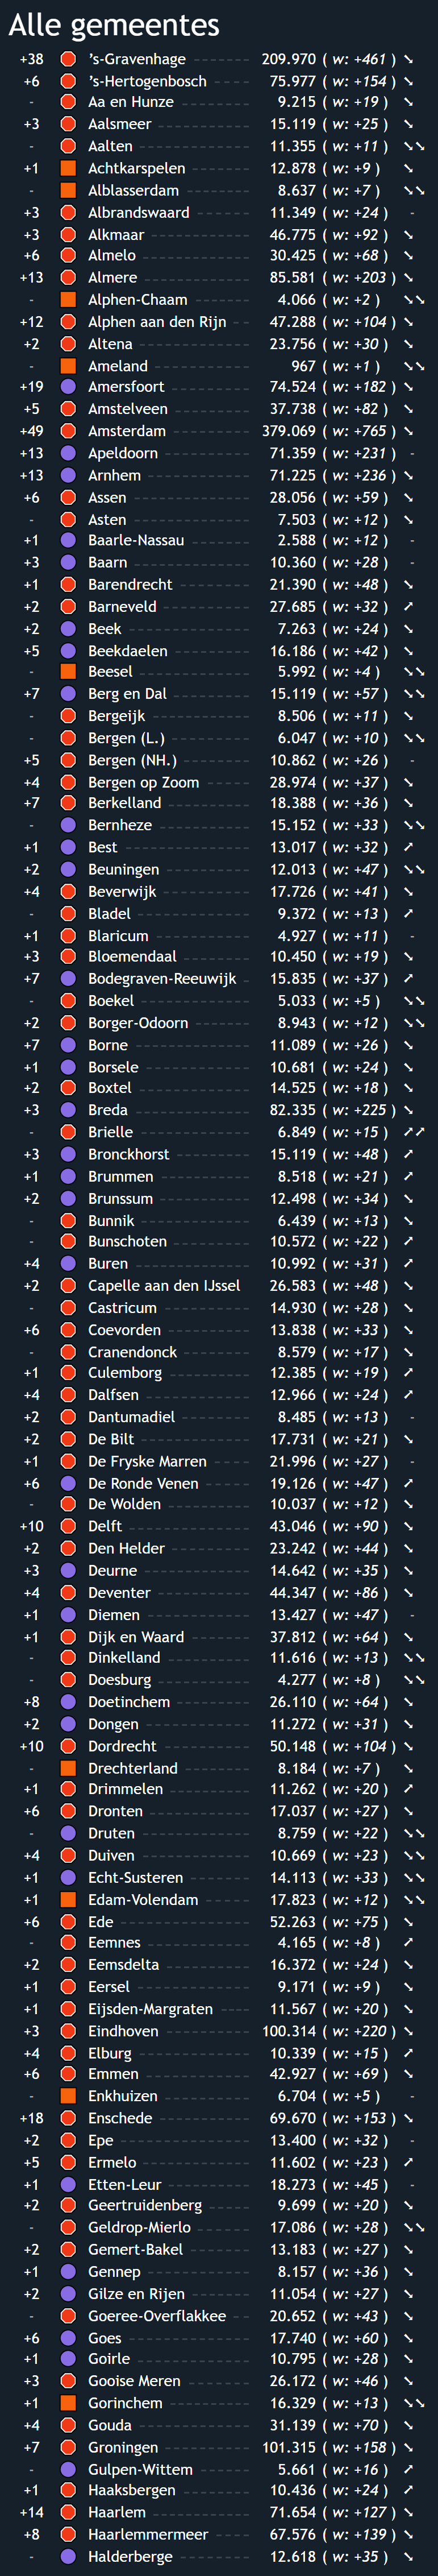 Alle gemeentes
+38 's-Gravenhage 209.970 ( w: +461 )
+6 's-Hertogenbosch 75.977 ( w: +154 )
- Aa en Hunze 9.215 ( w: +19 )
+3 Aalsmeer 15.119 ( w: +25 )
- Aalten 11.355 ( w: +11 )
+1 Achtkarspelen 12.878 ( w: +9 )
- Alblasserdam 8.637 ( w: +7 )
+3 Albrandswaard 11.349 ( w: +24 ) -
+3 Alkmaar 46.775 ( w: +92 )
+6 Almelo 30.425 ( w: +68 )
+13 Almere 85.581 ( w: +203 )
- Alphen-Chaam 4.066 ( w: +2 )
+12 Alphen aan den Rijn 47.288 ( w: +104 )
+2 Altena 23.756 ( w: +30 )
- Ameland 967 ( w: +1 )
+19 Amersfoort 74.524 ( w: +182 )
+5 Amstelveen 37.738 ( w: +82 )
+49 Amsterdam 379.069 ( w: +765 )
+13 Apeldoorn 71.359 ( w: +231 ) -
+13 Arnhem 71.225 ( w: +236 )
+6 Assen 28.056 ( w: +59 )
- Asten 7.503 ( w: +12 )
+1 Baarle-Nassau 2.588 ( w: +12 ) -
+3 Baarn 10.360 ( w: +28 ) -
+1 Barendrecht 21.390 ( w: +48 )
+2 Barneveld 27.685 ( w: +32 )
+2 Beek 7.263 ( w: +24 )
+5 Beekdaelen 16.186 ( w: +42 )
- Beesel 5.992 ( w: +4 )
+7 Berg en Dal 15.119 ( w: +57 )
- Bergeijk 8.506 ( w: +11 )
- Bergen (L.) 6.047 ( w: +10 )
+5 Bergen (NH.) 10.862 ( w: +26 ) -
+4 Bergen op Zoom 28.974 ( w: +37 )
+7 Berkelland 18.388 ( w: +36 )
- Bernheze 15.152 ( w: +33 )
+1 Best 13.017 ( w: +32 )
+2 Beuningen 12.013 ( w: +47 )
+4 Beverwijk 17.726 ( w: +41 )
- Bladel 9.372 ( w: +13 )
+1 Blaricum 4.927 ( w: +11 ) -
+3 Bloemendaal 10.450 ( w: +19 )
+7 Bodegraven-Reeuwijk 15.835 ( w: +37 )
- Boekel 5.033 ( w: +5 )
+2 Borger-Odoorn 8.943 ( w: +12 )
+7 Borne 11.089 ( w: +26 )
+1 Borsele 10.681 ( w: +24 )
+2 Boxtel 14.525 ( w: +18 )
+3 Breda 82.335 ( w: +225 )
- Brielle 6.849 ( w: +15 )
+3 Bronckhorst 15.119 ( w: +48 )
+1 Brummen 8.518 ( w: +21 )
+2 Brunssum 12.498 ( w: +34 )
- Bunnik 6.439 ( w: +13 )
- Bunschoten 10.572 ( w: +22 )
+4 Buren 10.992 ( w: +31 )
+2 Capelle aan den IJssel 26.583 ( w: +48 )
- Castricum 14.930 ( w: +28 )
+6 Coevorden 13.838 ( w: +33 )
- Cranendonck 8.579 ( w: +17 )
+1 Culemborg 12.385 ( w: +19 )
+4 Dalfsen 12.966 ( w: +24 )
+2 Dantumadiel 8.485 ( w: +13 ) -
+2 De Bilt 17.731 ( w: +21 )
+1 De Fryske Marren 21.996 ( w: +27 ) -
+6 De Ronde Venen 19.126 ( w: +47 )
- De Wolden 10.037 ( w: +12 )
+10 Delft 43.046 ( w: +90 )
+2 Den Helder 23.242 ( w: +44 )
+3 Deurne 14.642 ( w: +35 )
+4 Deventer 44.347 ( w: +86 )
+1 Diemen 13.427 ( w: +47 ) -
+1 Dijk en Waard 37.812 ( w: +64 )
- Dinkelland 11.616 ( w: +13 )
- Doesburg 4.277 ( w: +8 )
+8 Doetinchem 26.110 ( w: +64 )
+2 Dongen 11.272 ( w: +31 )
+10 Dordrecht 50.148 ( w: +104 )
- Drechterland 8.184 ( w: +7 )
+1 Drimmelen 11.262 ( w: +20 )
+6 Dronten 17.037 ( w: +27 )
- Druten 8.759 ( w: +22 )
+4 Duiven 10.669 ( w: +23 )
+1 Echt-Susteren 14.113 ( w: +33 )
+1 Edam-Volendam 17.823 ( w: +12 )
+6 Ede 52.263 ( w: +75 )
- Eemnes 4.165 ( w: +8 )
+2 Eemsdelta 16.372 ( w: +24 )
+1 Eersel 9.171 ( w: +9 )
+1 Eijsden-Margraten 11.567 ( w: +20 )
+3 Eindhoven 100.314 ( w: +220 )
+4 Elburg 10.339 ( w: +15 )
+6 Emmen 42.927 ( w: +69 )
- Enkhuizen 6.704 ( w: +5 ) -
+18 Enschede 69.670 ( w: +153 )
+2 Epe 13.400 ( w: +32 ) -
+5 Ermelo 11.602 ( w: +23 )
+1 Etten-Leur 18.273 ( w: +45 ) -
+2 Geertruidenberg 9.699 ( w: +20 )
- Geldrop-Mierlo 17.086 ( w: +28 )
+2 Gemert-Bakel 13.183 ( w: +27 )
+1 Gennep 8.157 ( w: +36 )
+2 Gilze en Rijen 11.054 ( w: +27 )
- Goeree-Overflakkee 20.652 ( w: +43 )
+6 Goes 17.740 ( w: +60 )
+1 Goirle 10.795 ( w: +28 )
+3 Gooise Meren 26.172 ( w: +46 )
+1 Gorinchem 16.329 ( w: +13 )
+4 Gouda 31.139 ( w: +70 )
+7 Groningen 101.315 ( w: +158 )
- Gulpen-Wittem 5.661 ( w: +16 )
+1 Haaksbergen 10.436 ( w: +24 )
+14 Haarlem 71.654 ( w: +127 )
+8 Haarlemmermeer 67.576 ( w: +139 )
- Halderberge 12.618 ( w: +35 )